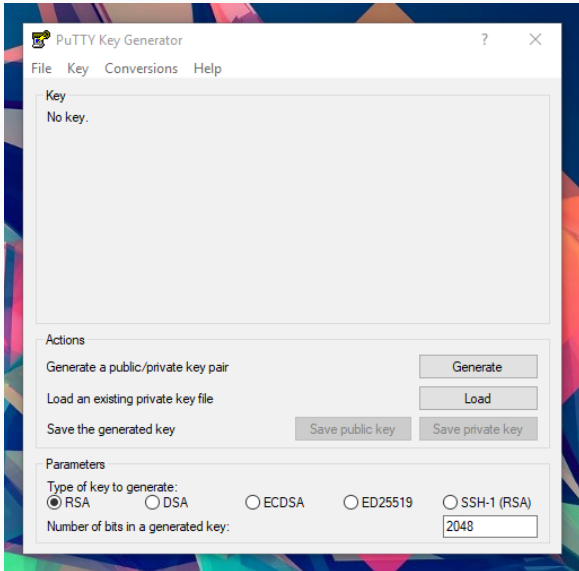 PuTTY Key Generator ? ×
File Key Conversions Help
Key
No key.
Actions
Generate a public/private key pair Generate
Load an existing private key file Load
Save the generated key Save public key Save private key
Parameters
Type of key to generate:
RSA DSA ECDSA ED25519 SSH-1 (RSA)
Number of bits in a generated key: 2048